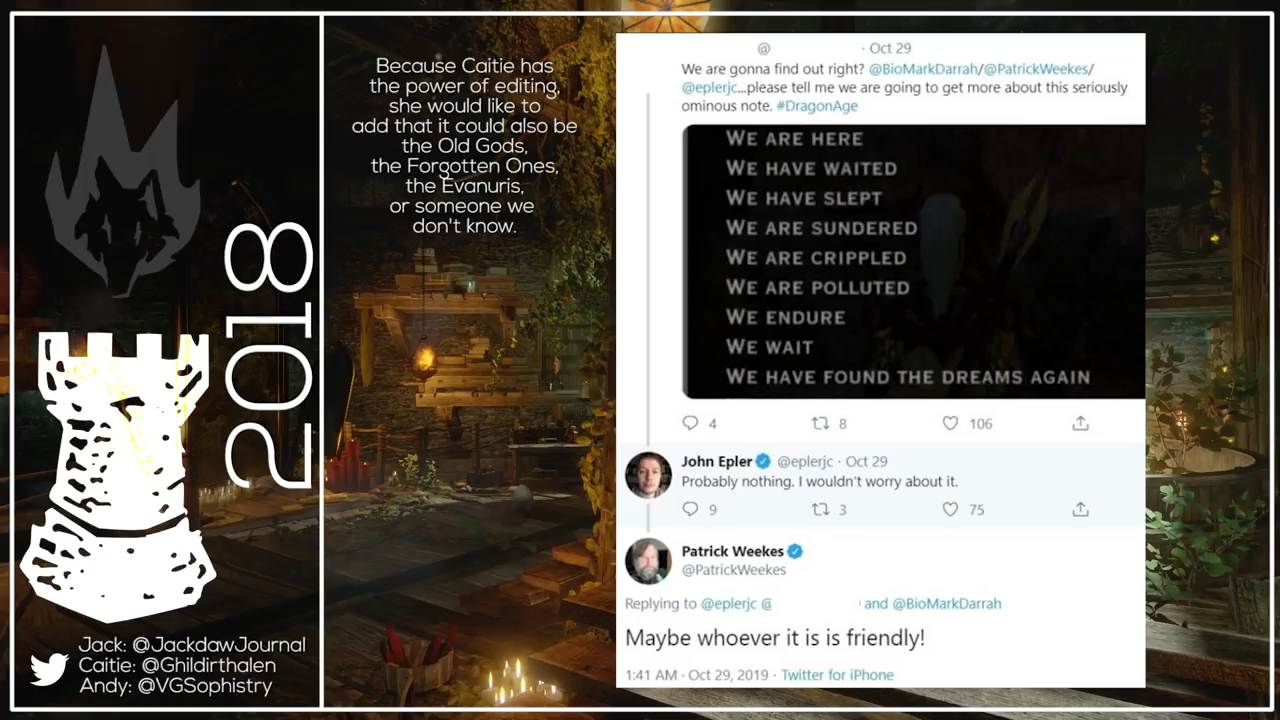 Because Caitie has
the power of editing,
she would like to
add that it could also be
the Old Gods,
the Forgotten Ones,
the Evanuris,
or someone we
don't know.
2018
Jack: @JackdawJournal
Caitie: @Ghildirthalen
Andy: @VGSophistry
@ · Oct 29
We are gonna find out right? @BioMarkDarrah/@PatrickWeekes/
@eplerjc...please tell me we are going to get more about this seriously
ominous note. #DragonAge
WE ARE HERE
WE HAVE WAITED
WE HAVE SLEPT
WE ARE SUNDERED
WE ARE CRIPPLED
WE ARE POLLUTED
WE ENDURE
WE WAIT
WE HAVE FOUND THE DREAMS AGAIN
4 8 106
John Epler @eplerjc · Oct 29
Probably nothing. I wouldn't worry about it.
9 3 75
Patrick Weekes
@PatrickWeekes
Replying to @eplerjc @ and @BioMarkDarrah
Maybe whoever it is is friendly!
1:41 AM · Oct 29, 2019 · Twitter for iPhone